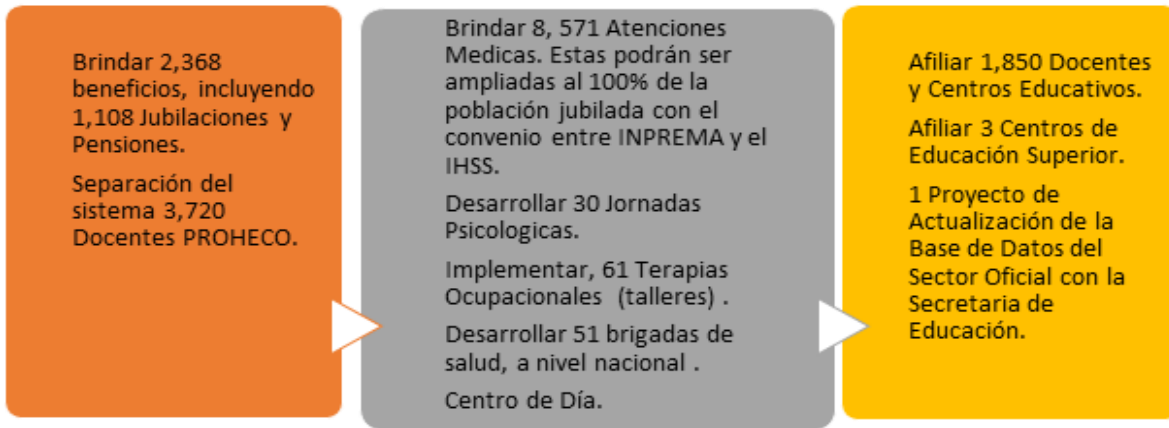 Brindar 2,368
beneficios, incluyendo
1,108 Jubilaciones y
Pensiones.
Separación del
sistema 3,720
Docentes PROHECO.
Brindar 8, 571 Atenciones
Medicas. Estas podrán ser
ampliadas al 100% de la
población jubilada con el
convenio entre INPREMA y el
IHSS.
Desarrollar 30 Jornadas
Psicologicas.
Implementar, 61 Terapias
Ocupacionales (talleres) .
Desarrollar 51 brigadas de
salud, a nivel nacional .
Centro de Día.
Afiliar 1,850 Docentes
y Centros Educativos.
Afiliar 3 Centros de
Educación Superior.
1 Proyecto de
Actualización de la
Base de Datos del
Sector Oficial con la
Secretaria de
Educación.